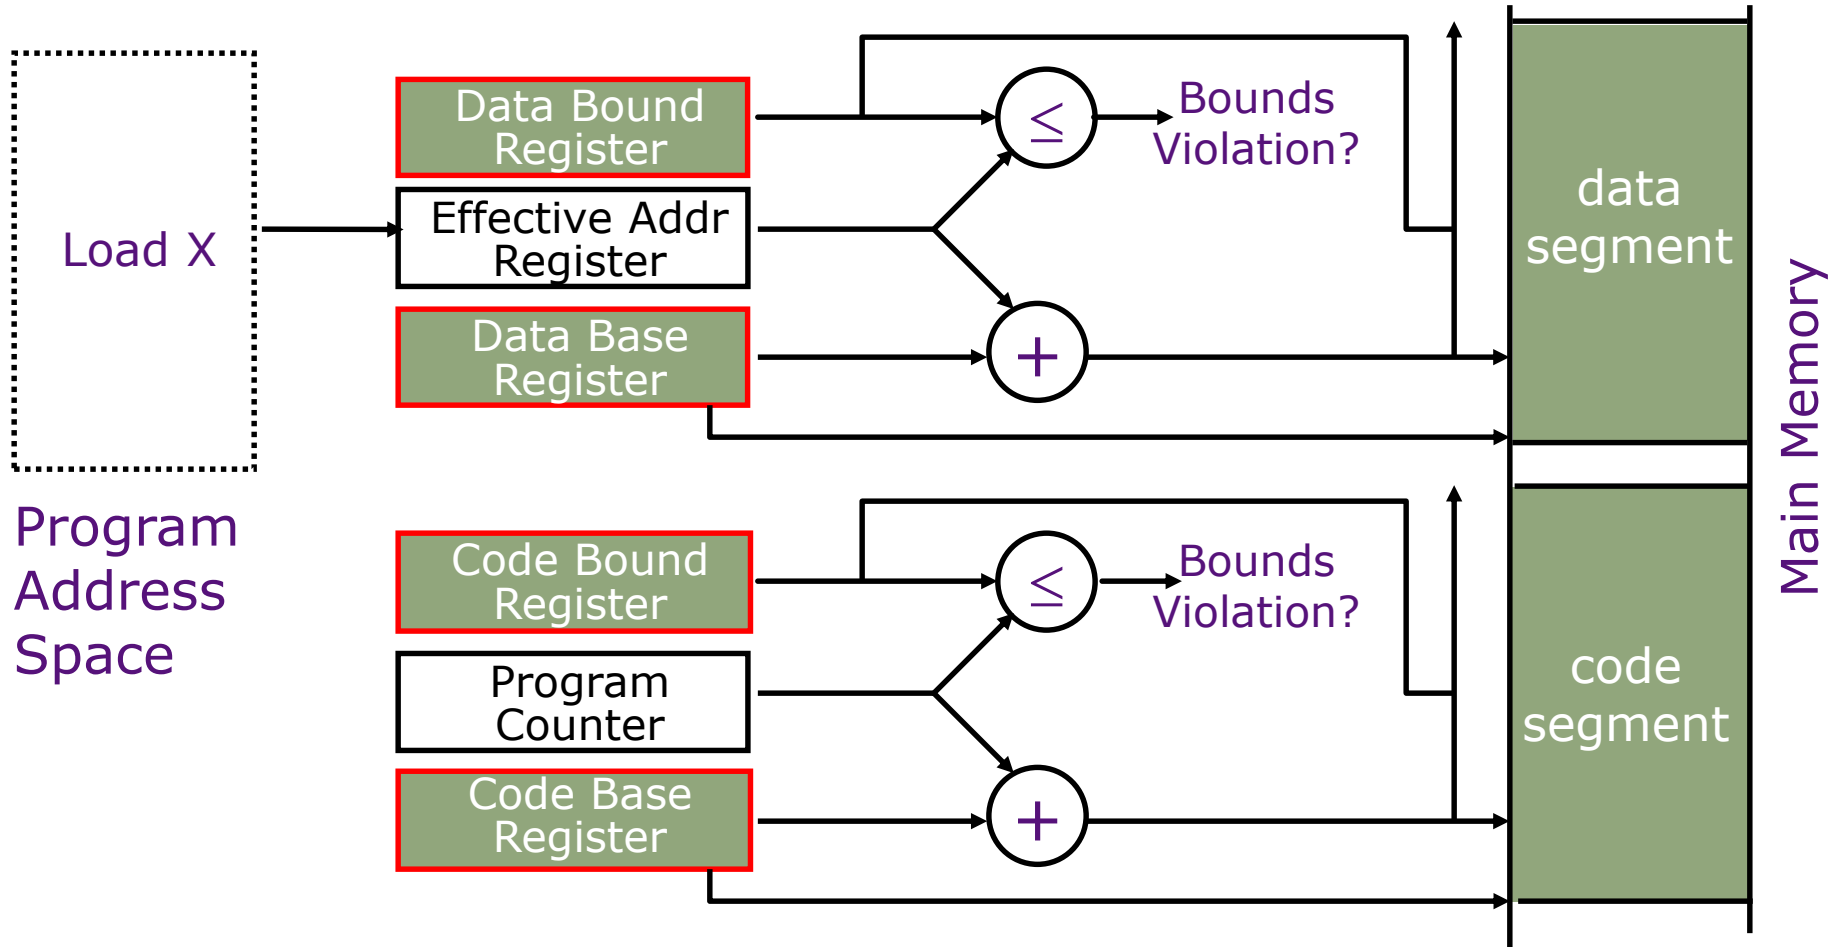 Load X
Program
Address
Space
Data Bound
Register
Effective Addr
Register
Data Base
Register
≤
Bounds
Violation?
+
Code Bound
Register
Program
Counter
Code Base
Register
≤
Bounds
Violation?
+
data
segment
code
segment
Main Memory